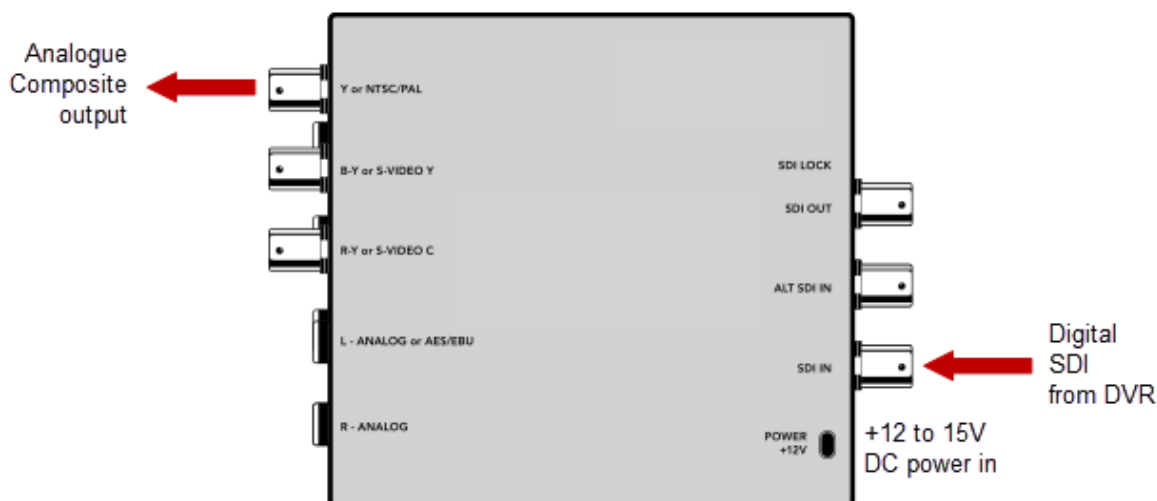 Analogue
Composite
output
Y or NTSC/PAL
B-Y or S-VIDEO Y
R-Y or S-VIDEO C
L - ANALOG or AES/EBU
R - ANALOG
SDI LOCK
SDI OUT
ALT SDI IN
SDI IN
POWER
+12V
Digital
SDI
from DVR
+12 to 15V
DC power in